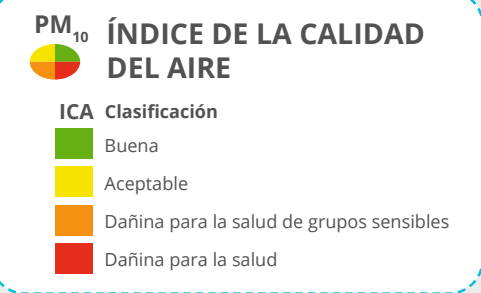 PM10
ÍNDICE DE LA CALIDAD
DEL AIRE
ICA Clasificación
Buena
Aceptable
Dañina para la salud de grupos sensibles
Dañina para la salud